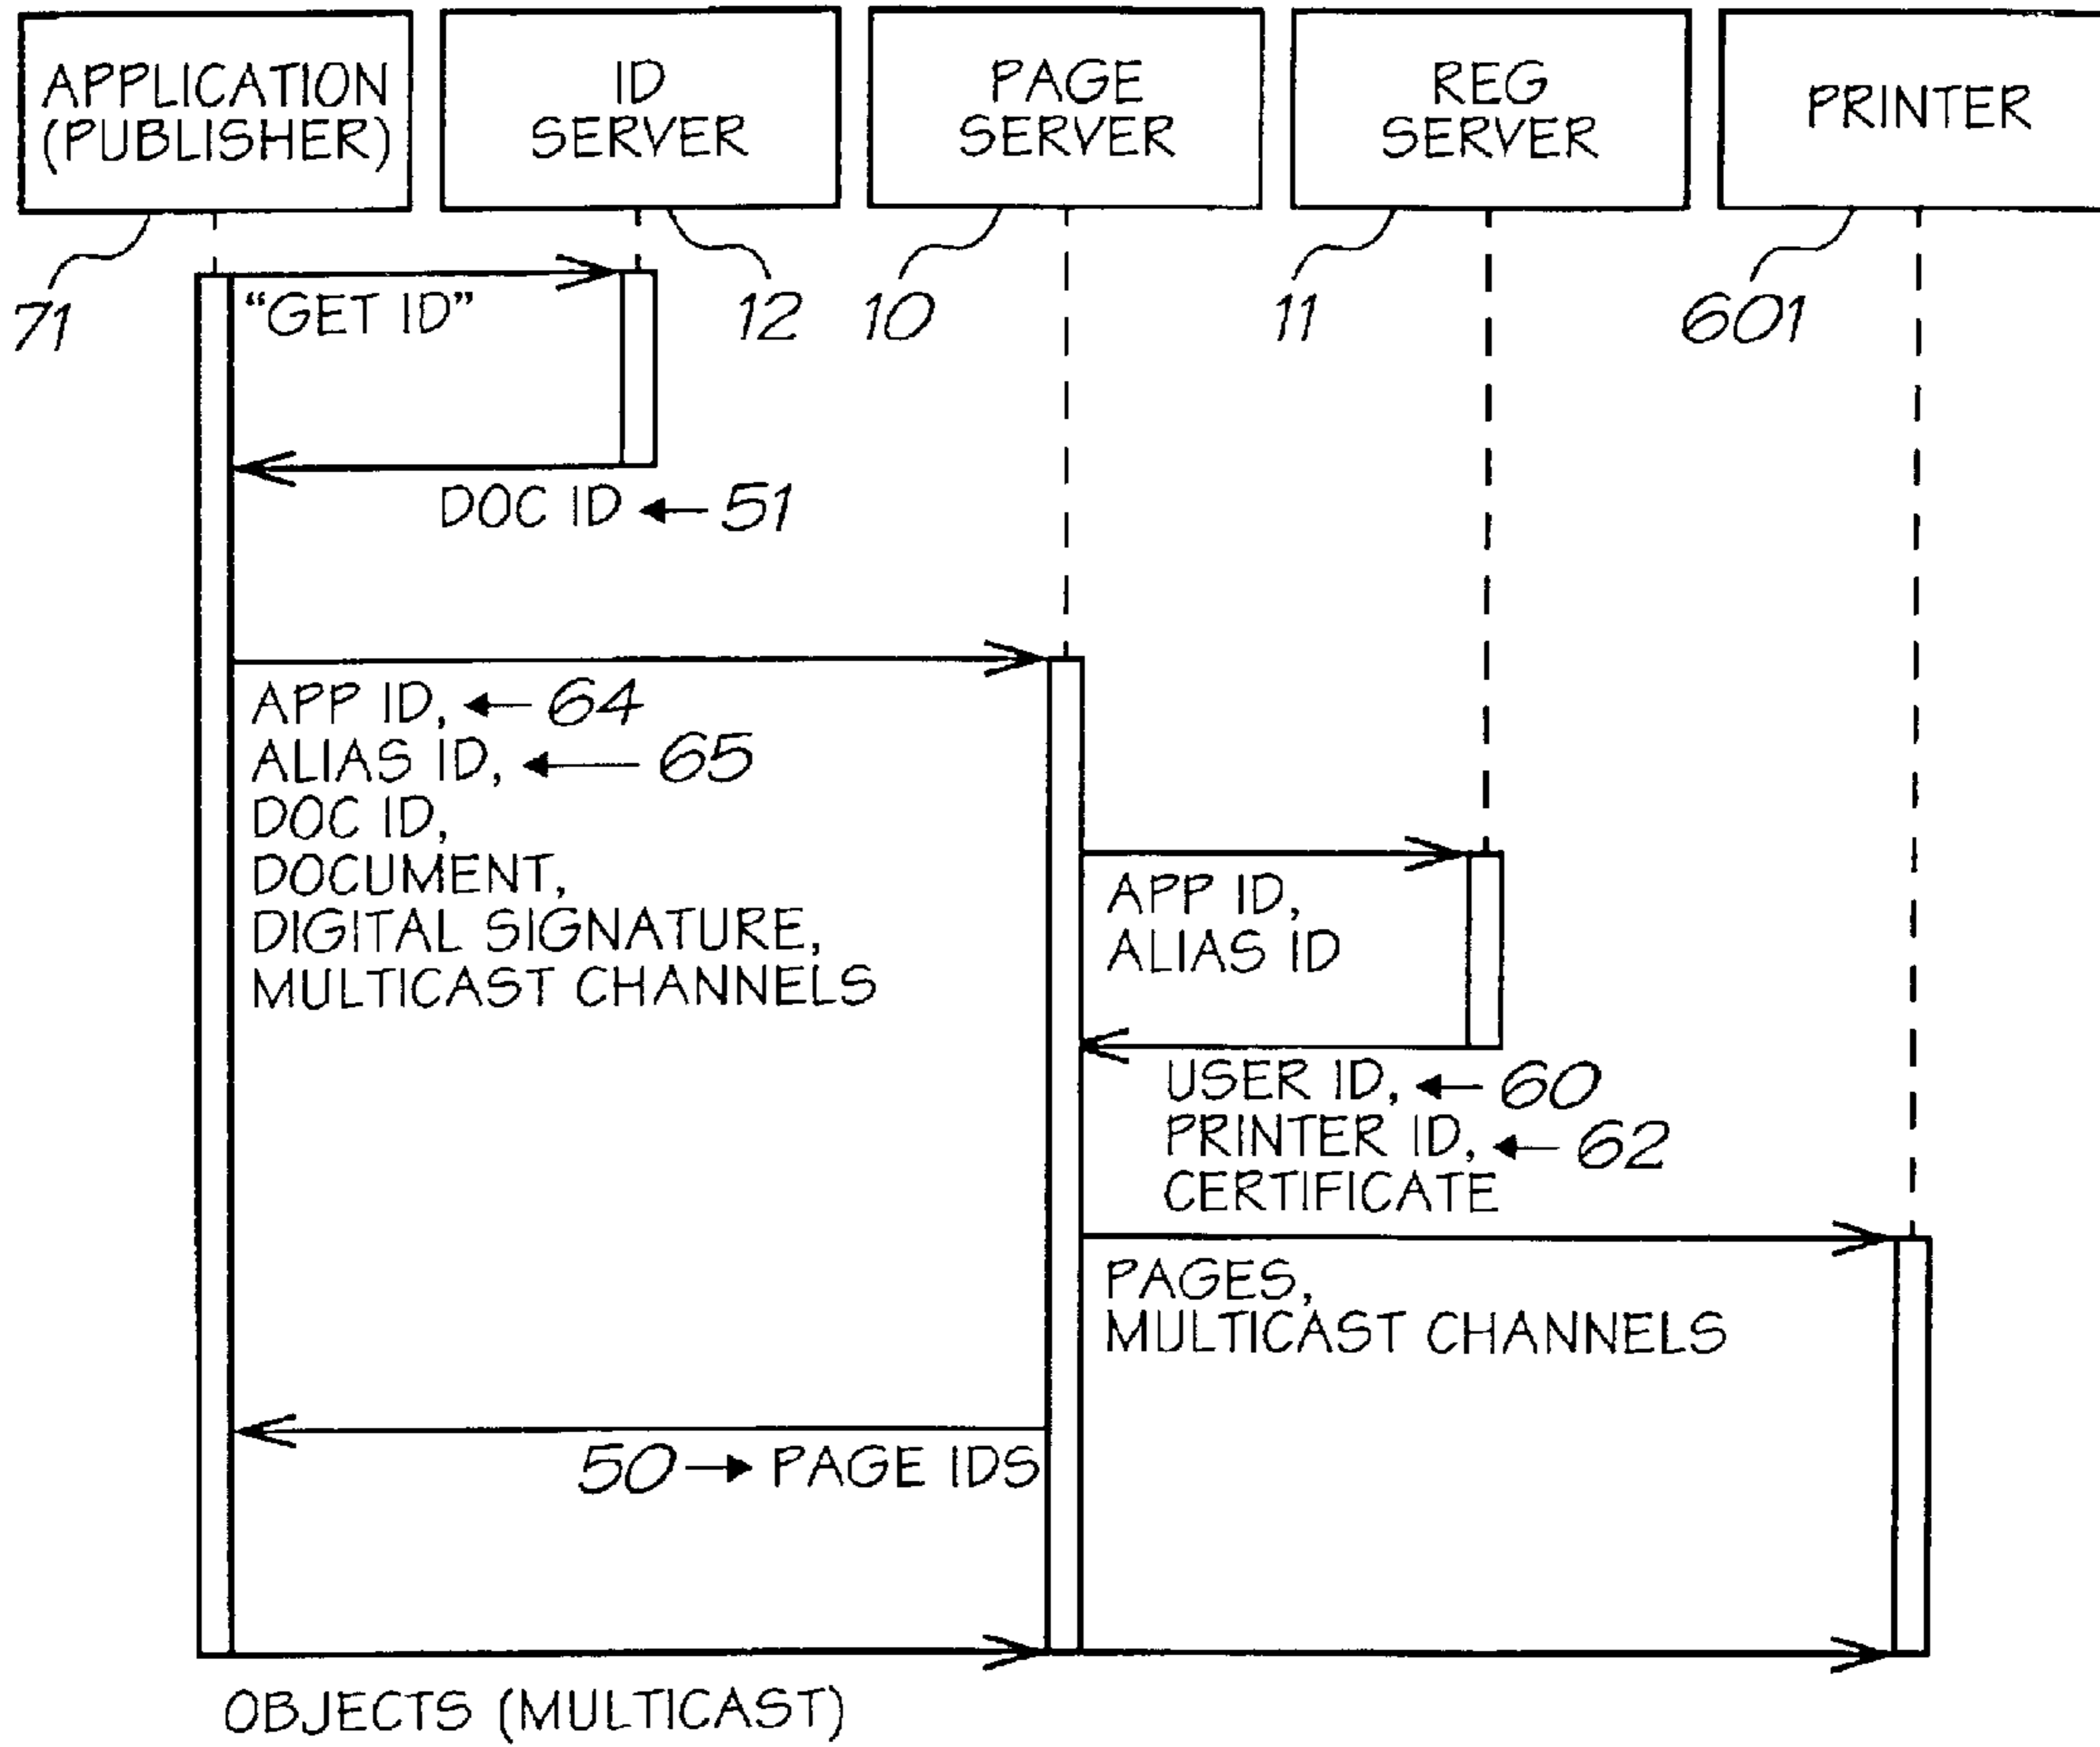 APPLICATION
(PUBLISHER)
ID
SERVER
PAGE
SERVER
REG
SERVER
PRINTER
71
12
10
11
601
"GET ID"
DOC ID
51
APP ID,
64
ALIAS ID,
65
DOC ID,
DOCUMENT,
DIGITAL SIGNATURE,
MULTICAST CHANNELS
APP ID,
ALIAS ID
USER ID,
60
PRINTER ID,
62
CERTIFICATE
PAGES,
MULTICAST CHANNELS
50
PAGE IDS
OBJECTS (MULTICAST)